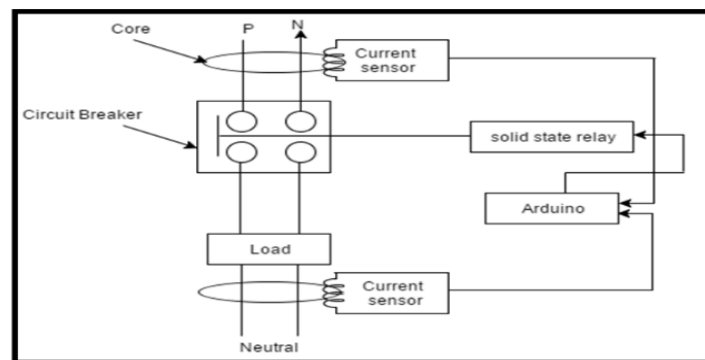 Core
P
N
Current
sensor
Circuit Breaker
solid state relay
Arduino
Load
Current
sensor
Neutral